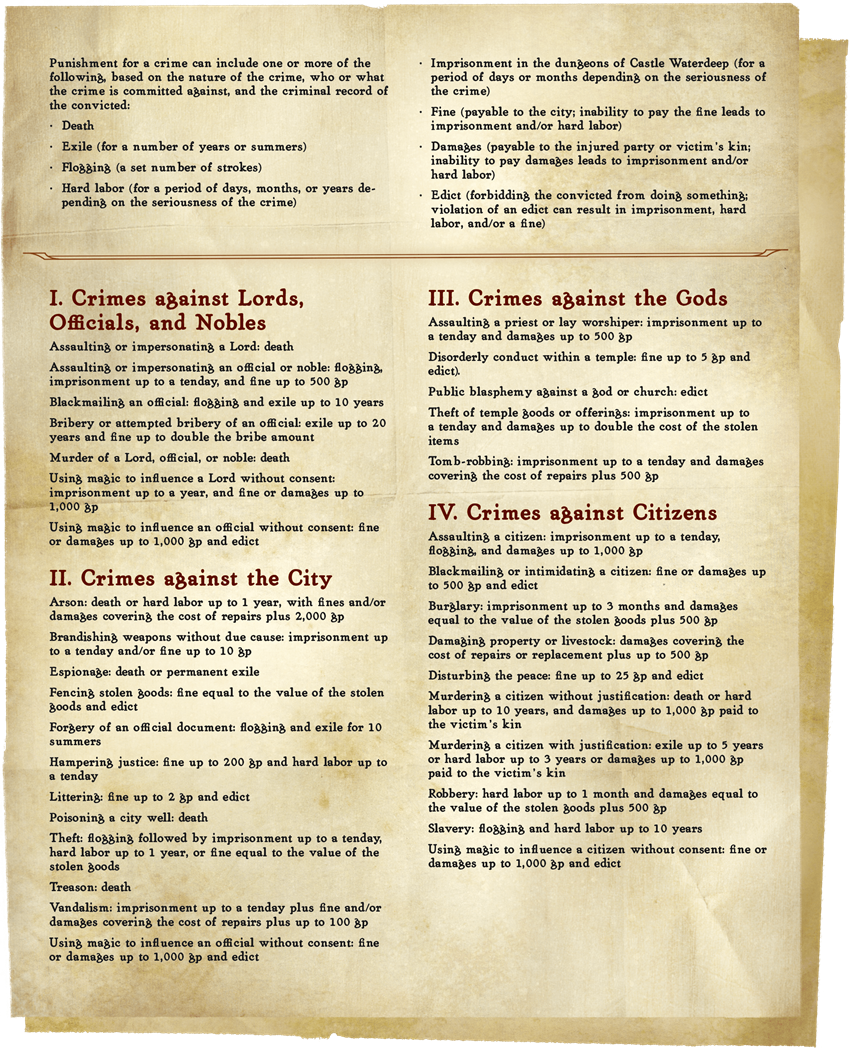 Punishment for a crime can include one or more of the
following, based on the nature of the crime, who or what
the crime is committed against, and the criminal record of
the convicted:
· Death
· Exile (for a number of years or summers)
· Flogging (a set number of strokes)
· Hard labor (for a period of days, months, or years de-
pending on the seriousness of the crime)
· Imprisonment in the dungeons of Castle Waterdeep (for a
period of days or months depending on the seriousness of
the crime)
· Fine (payable to the city; inability to pay the fine leads to
imprisonment and/or hard labor)
· Damages (payable to the injured party or victim's kin;
inability to pay damages leads to imprisonment and/or
hard labor)
· Edict (forbidding the convicted from doing something;
violation of an edict can result in imprisonment, hard
labor, and/or a fine)
I. Crimes against Lords,
Officials, and Nobles
Assaulting or impersonating a Lord: death
Assaulting or impersonating an official or noble: flogging,
imprisonment up to a tenday, and fine up to 500 gp
Blackmailing an official: flogging and exile up to 10 years
Bribery or attempted bribery of an official: exile up to 20
years and fine up to double the bribe amount
Murder of a Lord, official, or noble: death
Using magic to influence a Lord without consent:
imprisonment up to a year, and fine or damages up to
1,000 gp
Using magic to influence an official without consent: fine
or damages up to 1,000 gp and edict
II. Crimes against the City
Arson: death or hard labor up to 1 year, with fines and/or
damages covering the cost of repairs plus 2,000 gp
Brandishing weapons without due cause: imprisonment up
to a tenday and/or fine up to 10 gp
Espionage: death or permanent exile
Fencing stolen goods: fine equal to the value of the stolen
goods and edict
Forgery of an official document: flogging and exile for 10
summers
Hampering justice: fine up to 200 gp and hard labor up to
a tenday
Littering: fine up to 2 gp and edict
Poisoning a city well: death
Theft: flogging followed by imprisonment up to a tenday,
hard labor up to 1 year, or fine equal to the value of the
stolen goods
Treason: death
Vandalism: imprisonment up to a tenday plus fine and/or
damages covering the cost of repairs plus up to 100 gp
Using magic to influence an official without consent: fine
or damages up to 1,000 gp and edict
III. Crimes against the Gods
Assaulting a priest or lay worshiper: imprisonment up to
a tenday and damages up to 500 gp
Disorderly conduct within a temple: fine up to 5 gp and
edict).
Public blasphemy against a god or church: edict
Theft of temple goods or offerings: imprisonment up to
a tenday and damages up to double the cost of the stolen
items
Tomb-robbing: imprisonment up to a tenday and damages
covering the cost of repairs plus 500 gp
IV. Crimes against Citizens
Assaulting a citizen: imprisonment up to a tenday,
flogging, and damages up to 1,000 gp
Blackmailing or intimidating a citizen: fine or damages up
to 500 gp and edict
Burglary: imprisonment up to 3 months and damages
equal to the value of the stolen goods plus 500 gp
Damaging property or livestock: damages covering the
cost of repairs or replacement plus up to 500 gp
Disturbing the peace: fine up to 25 gp and edict
Murdering a citizen without justification: death or hard
labor up to 10 years, and damages up to 1,000 gp paid to
the victim's kin
Murdering a citizen with justification: exile up to 5 years
or hard labor up to 3 years or damages up to 1,000 gp
paid to the victim's kin
Robbery: hard labor up to 1 month and damages equal to
the value of the stolen goods plus 500 gp
Slavery: flogging and hard labor up to 10 years
Using magic to influence a citizen without consent: fine or
damages up to 1,000 gp and edict